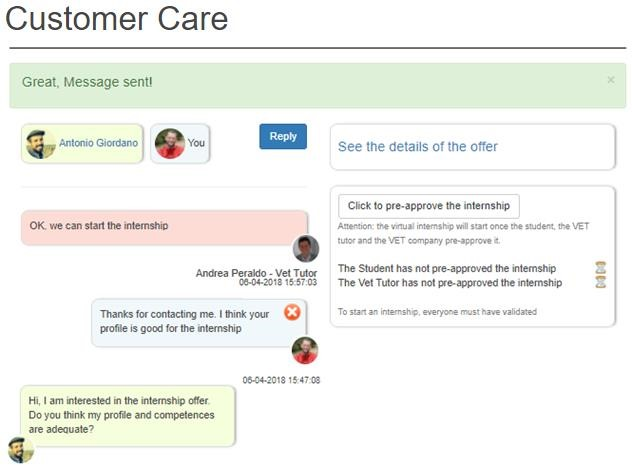 Customer Care
Great, Message sent!
×
Antonio Giordano
You
Reply
OK, we can start the internship
Andrea Peraldo - Vet Tutor
06-04-2018 15:57:03
Thanks for contacting me. I think your
profile is good for the internship
06-04-2018 15:47:08
Hi, I am interested in the internship offer.
Do you think my profile and competences
are adequate?
See the details of the offer
Click to pre-approve the internship
Attention: the virtual internship will start once the student, the VET
tutor and the VET company pre-approve it.
The Student has not pre-approved the internship
The Vet Tutor has not pre-approved the internship
To start an internship, everyone must have validated